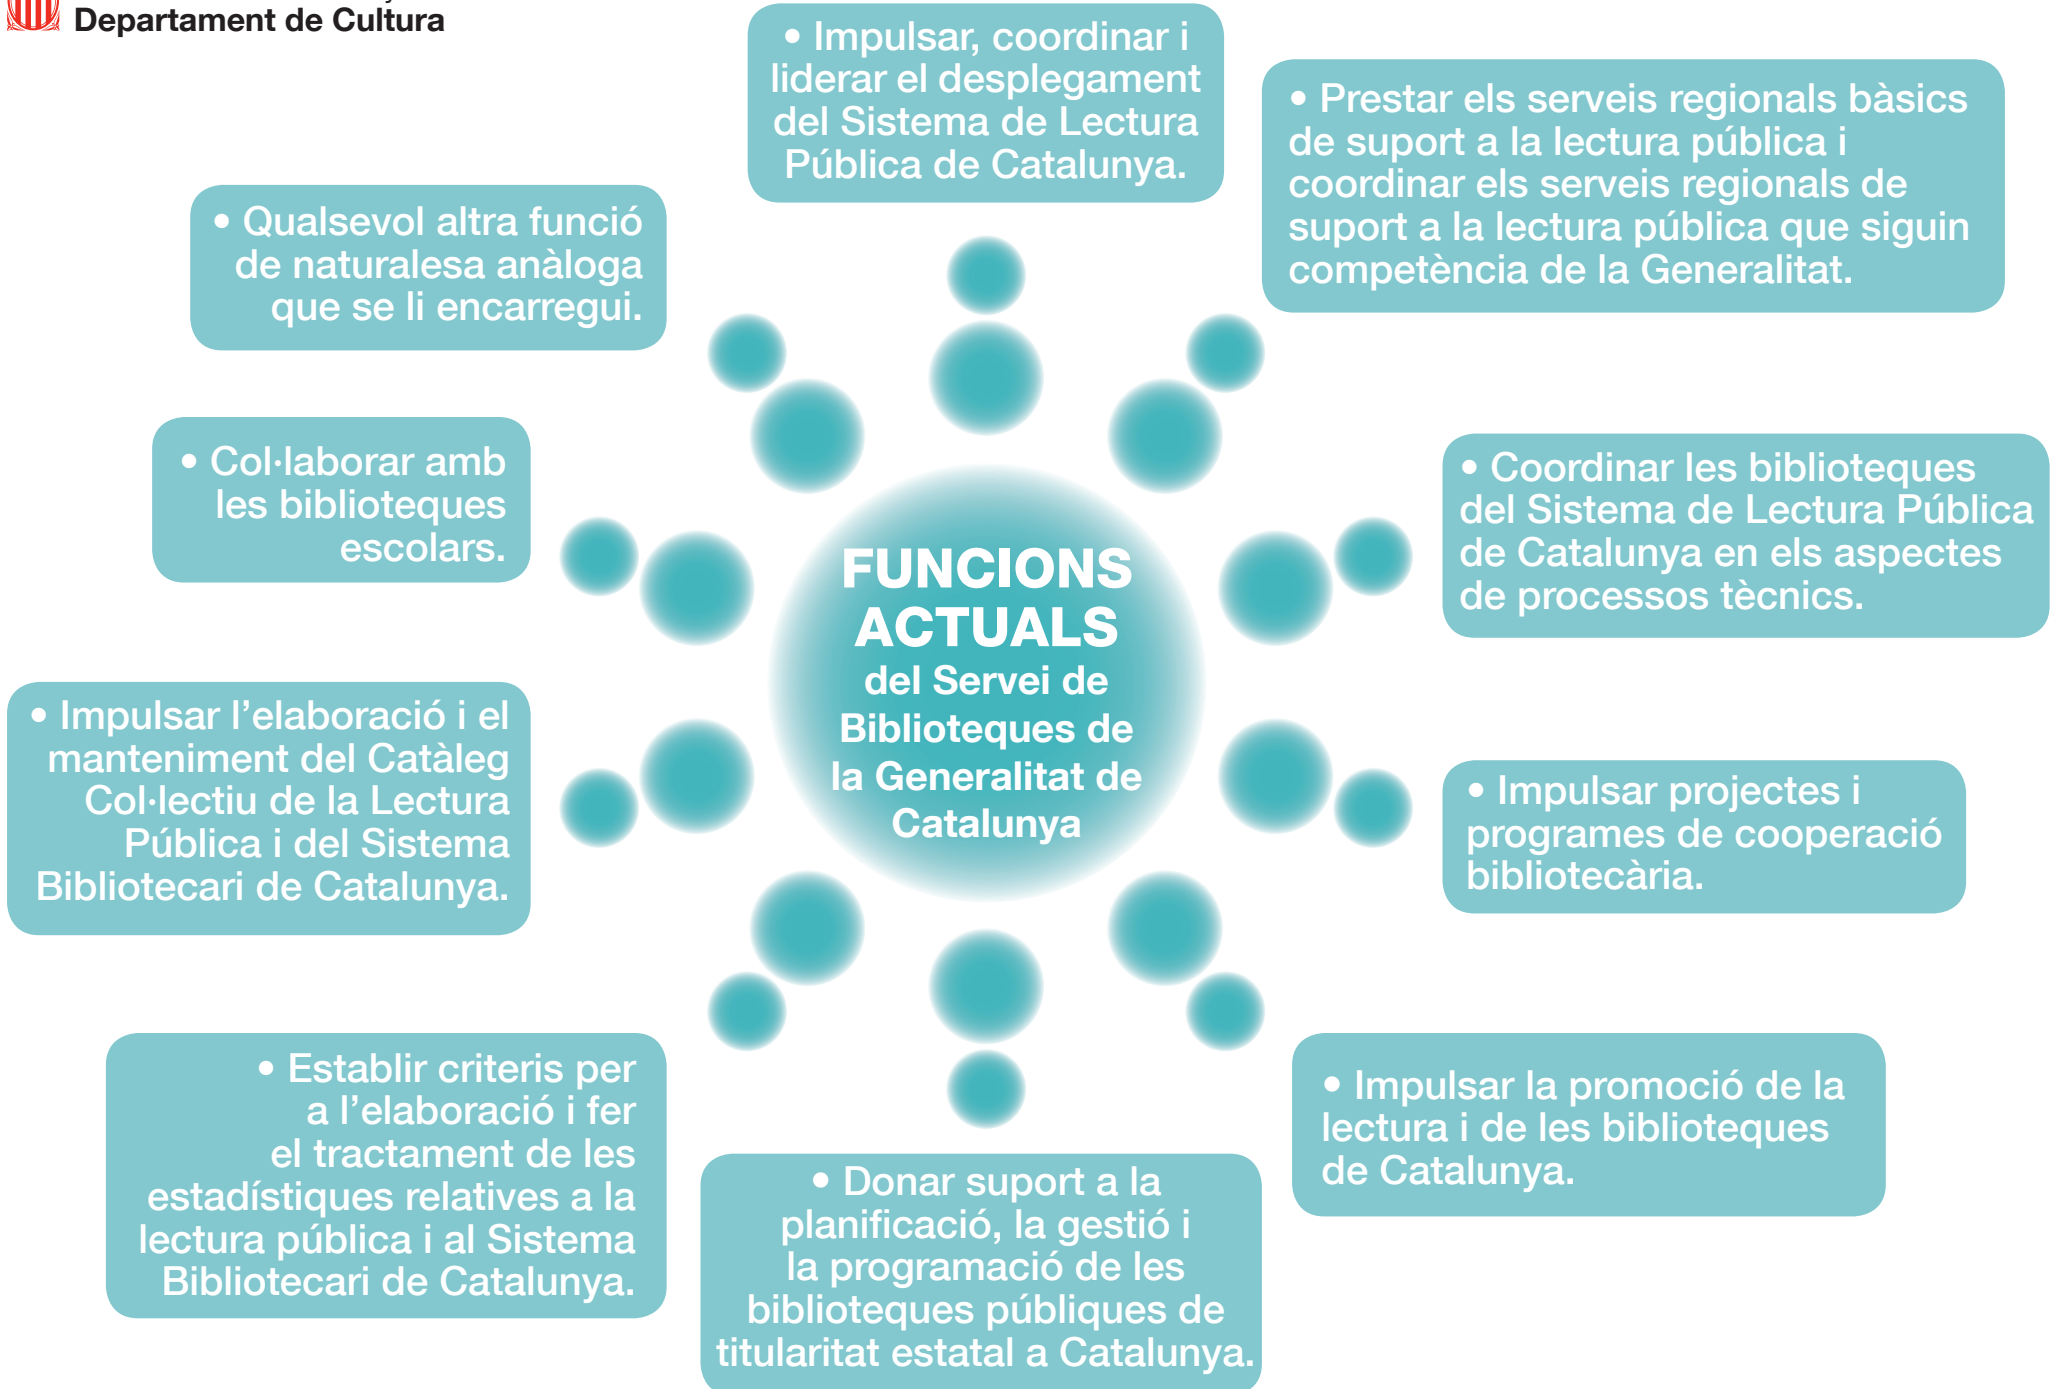 Departament de Cultura
• Impulsar, coordinar i
liderar el desplegament
del Sistema de Lectura
Pública de Catalunya.
• Prestar els serveis regionals bàsics
de suport a la lectura pública i
coordinar els serveis regionals de
suport a la lectura pública que siguin
competència de la Generalitat.
• Coordinar les biblioteques
del Sistema de Lectura Pública
de Catalunya en els aspectes
de processos tècnics.
• Impulsar projectes i
programes de cooperació
bibliotecària.
• Impulsar la promoció de la
lectura i de les biblioteques
de Catalunya.
• Donar suport a la
planificació, la gestió i
la programació de les
biblioteques públiques de
titularitat estatal a Catalunya.
• Establir criteris per
a l’elaboració i fer
el tractament de les
estadístiques relatives a la
lectura pública i al Sistema
Bibliotecari de Catalunya.
• Impulsar l’elaboració i el
manteniment del Catàleg
Col·lectiu de la Lectura
Pública i del Sistema
Bibliotecari de Catalunya.
• Col·laborar amb
les biblioteques
escolars.
• Qualsevol altra funció
de naturalesa anàloga
que se li encarregui.
FUNCIONS
ACTUALS
del Servei de
Biblioteques de
la Generalitat de
Catalunya